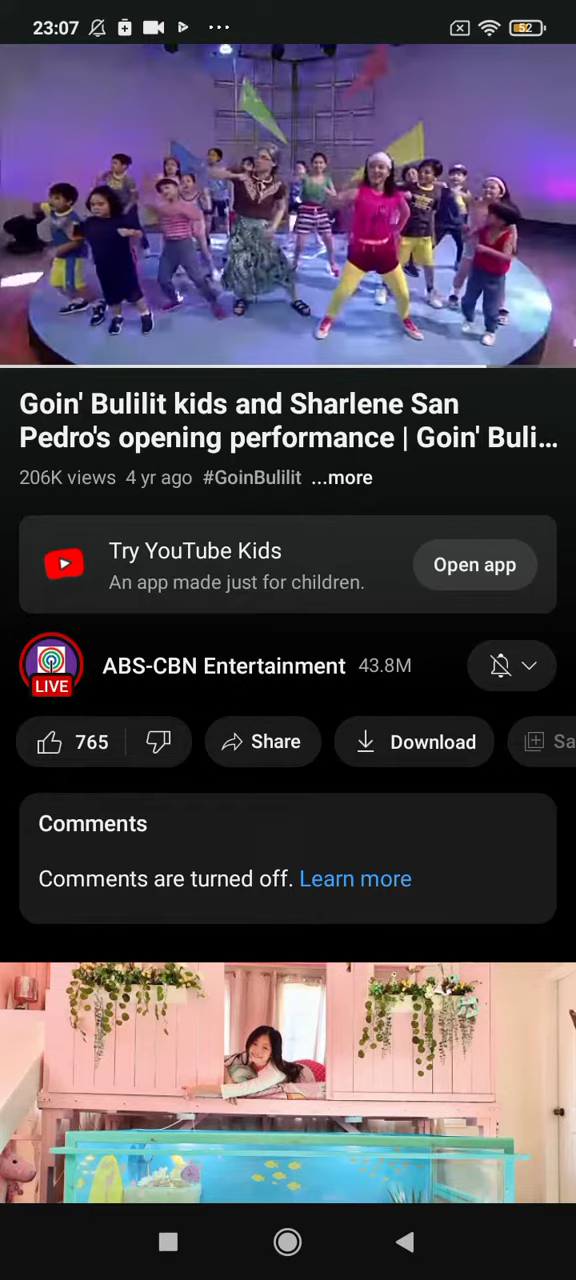 23:07
52
Goin' Bulilit kids and Sharlene San
Pedro's opening performance | Goin' Buli...
206K views 4 yr ago #GoinBulilit ...more
Try YouTube Kids
An app made just for children.
Open app
ABS-CBN Entertainment 43.8M
LIVE
765
Share
Download
Sa
Comments
Comments are turned off. Learn more